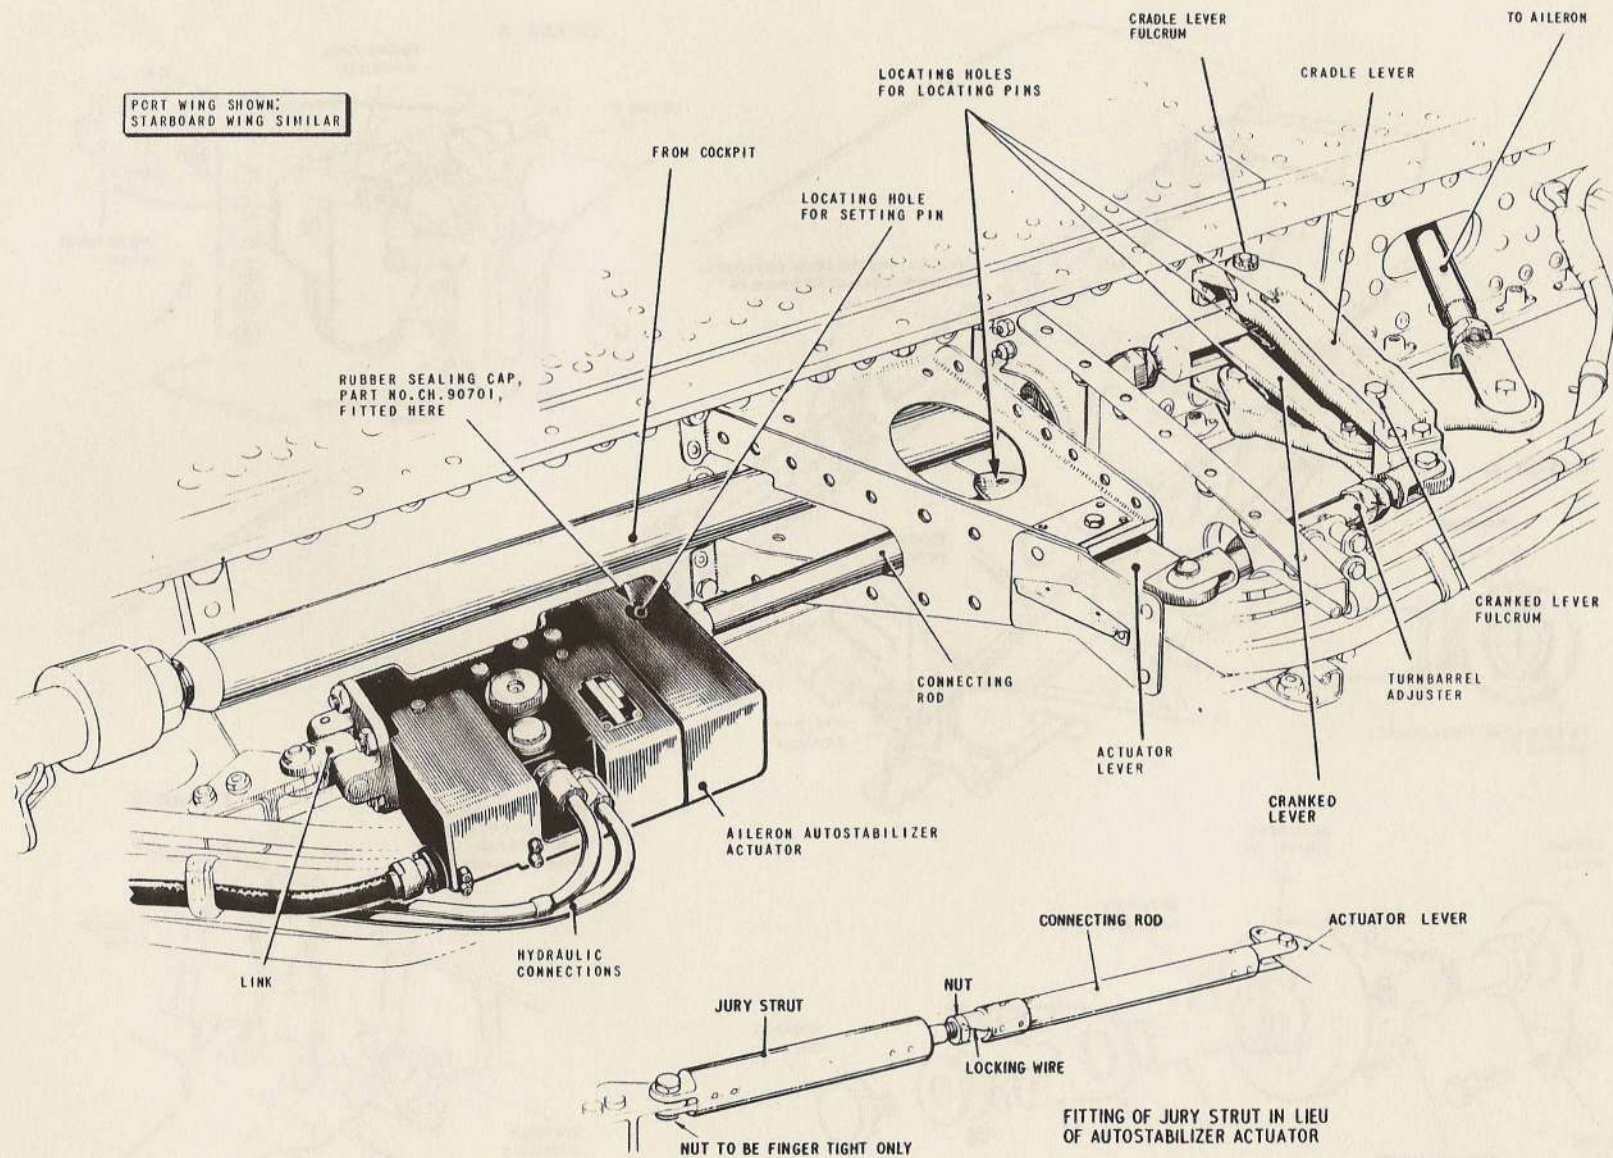 CRADLE LEVER
FULCRUM
TO AILERON
LOCATING HOLES
FOR LOCATING PINS
CRADLE LEVER
PORT WING SHOWN:
STARBOARD WING SIMILAR
FROM COCKPIT
LOCATING HOLE
FOR SETTING PIN
RUBBER SEALING CAP,
PART NO.CH.90701,
FITTED HERE
CRANKED LEVER
FULCRUM
CONNECTING
ROD
TURNBARREL
ADJUSTER
ACTUATOR
LEVER
CRANKED
LEVER
AILERON AUTOSTABILIZER
ACTUATOR
CONNECTING ROD
ACTUATOR LEVER
HYDRAULIC
CONNECTIONS
LINK
NUT
JURY STRUT
LOCKING WIRE
FITTING OF JURY STRUT IN LIEU
OF AUTOSTABILIZER ACTUATOR
NUT TO BE FINGER TIGHT ONLY